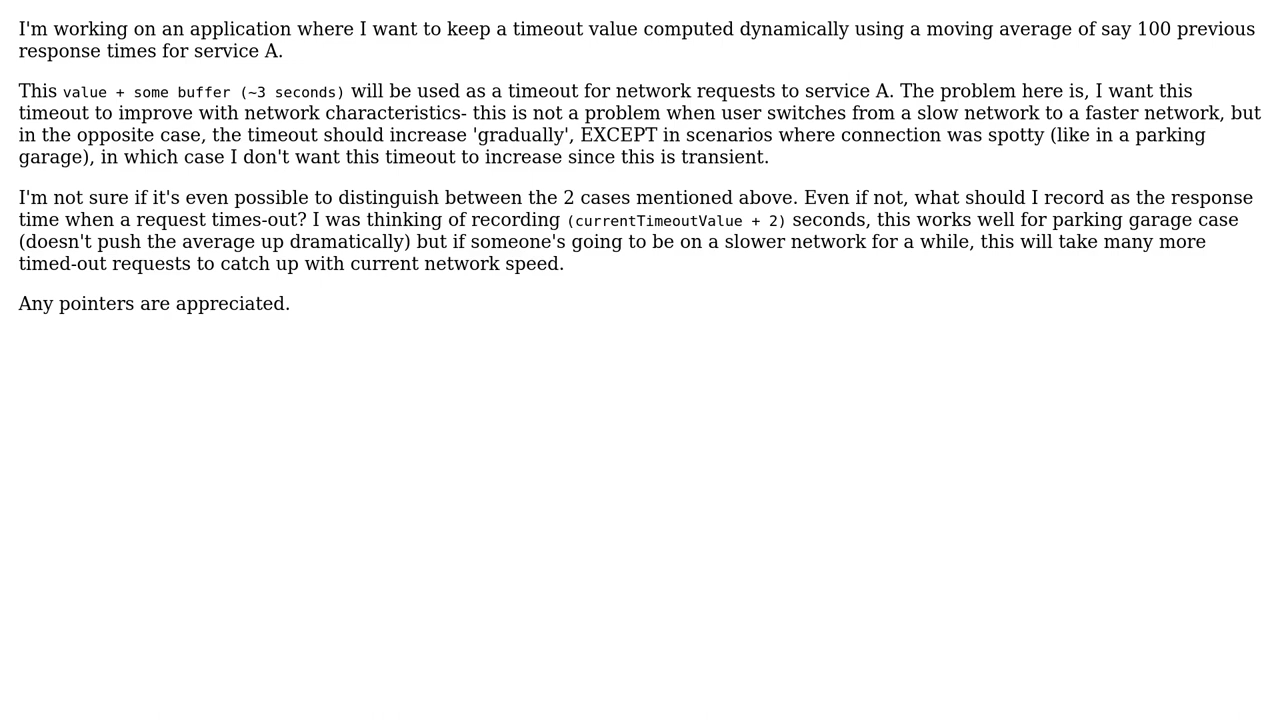 I'm working on an application where I want to keep a timeout value computed dynamically using a moving average of say 100 previous
response times for service A.
This value + some buffer (~3 seconds) will be used as a timeout for network requests to service A. The problem here is, I want this
timeout to improve with network characteristics- this is not a problem when user switches from a slow network to a faster network, but
in the opposite case, the timeout should increase 'gradually', EXCEPT in scenarios where connection was spotty (like in a parking
garage), in which case I don't want this timeout to increase since this is transient.
I'm not sure if it's even possible to distinguish between the 2 cases mentioned above. Even if not, what should I record as the response
time when a request times-out? I was thinking of recording (currentTimeoutValue + 2) seconds, this works well for parking garage case
(doesn't push the average up dramatically) but if someone's going to be on a slower network for a while, this will take many more
timed-out requests to catch up with current network speed.
Any pointers are appreciated.